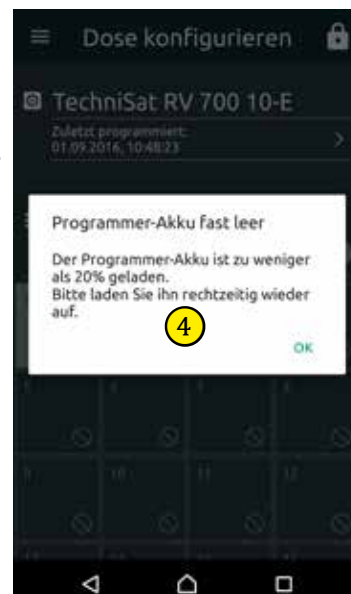 Dose konfigurieren
TechniSat RV 700 10-E
Zuletzt programmiert:
01.09.2016, 10:48:23
Programmer-Akku fast leer
Der Programmer-Akku ist zu weniger
als 20% geladen.
Bitte laden Sie ihn rechtzeitig wieder
auf.
4
OK
9 10 11 12